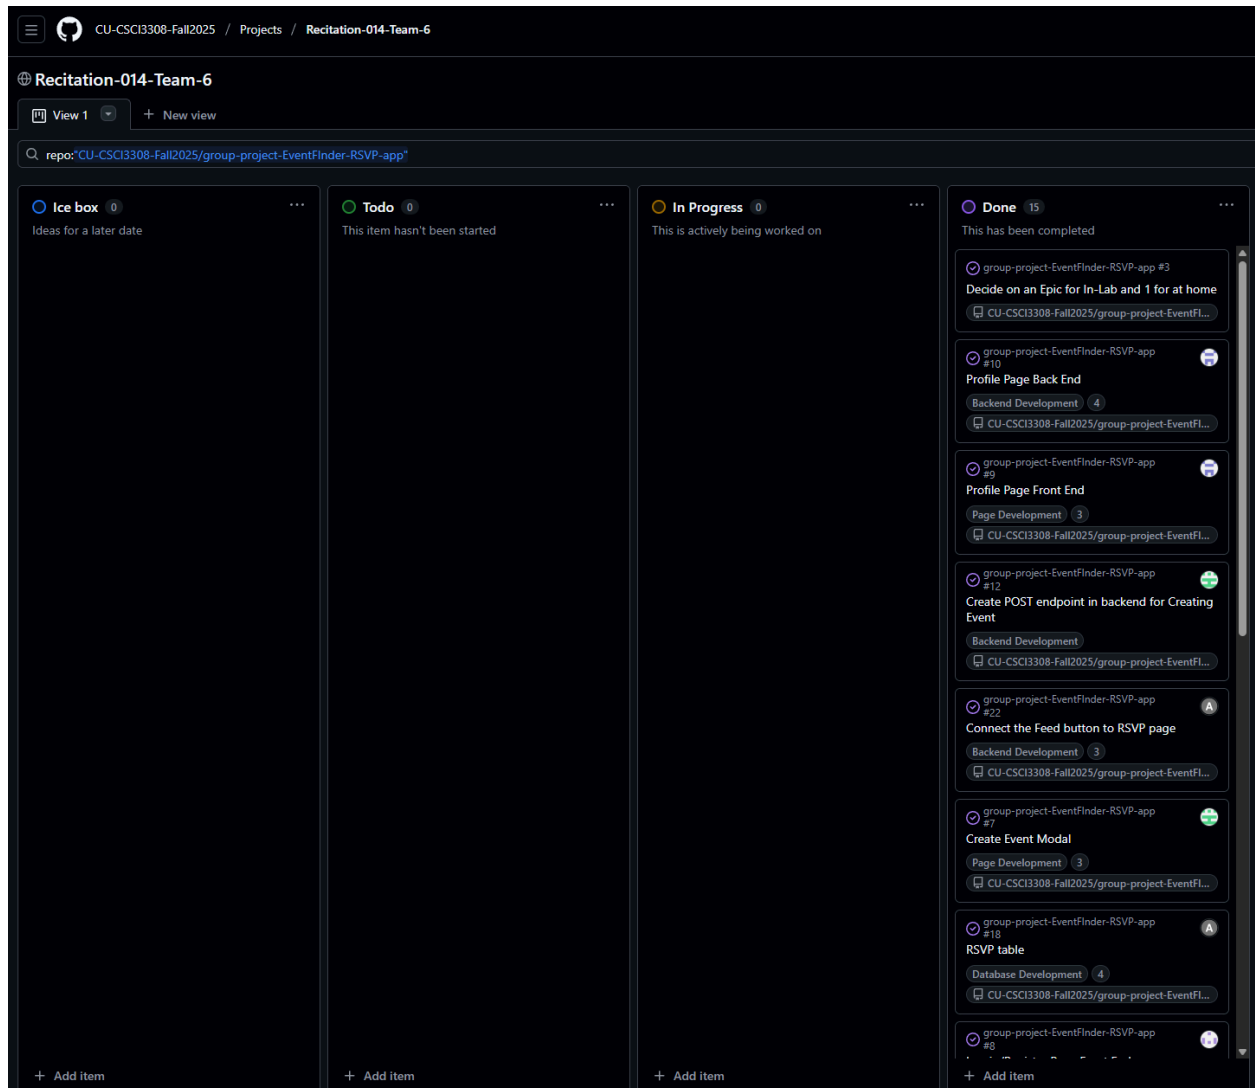 CU-CSCI3308-Fall2025 / Projects / Recitation-014-Team-6
Recitation-014-Team-6
View 1
+ New view
repo:"CU-CSCI3308-Fall2025/group-project-EventFInder-RSVP-app"
Ice box 0 ...
Ideas for a later date
+ Add item
Todo 0 ...
This item hasn't been started
+ Add item
In Progress 0 ...
This is actively being worked on
+ Add item
Done 15 ...
This has been completed
group-project-EventFInder-RSVP-app #3
Decide on an Epic for In-Lab and 1 for at home
CU-CSCI3308-Fall2025/group-project-EventFI...
group-project-EventFInder-RSVP-app
#10
Profile Page Back End
Backend Development 4
CU-CSCI3308-Fall2025/group-project-EventFI...
group-project-EventFInder-RSVP-app
#9
Profile Page Front End
Page Development 3
CU-CSCI3308-Fall2025/group-project-EventFI...
group-project-EventFInder-RSVP-app
#12
Create POST endpoint in backend for Creating
Event
Backend Development
CU-CSCI3308-Fall2025/group-project-EventFI...
group-project-EventFInder-RSVP-app
#22
A
Connect the Feed button to RSVP page
Backend Development 3
CU-CSCI3308-Fall2025/group-project-EventFI...
group-project-EventFInder-RSVP-app
#7
Create Event Modal
Page Development 3
CU-CSCI3308-Fall2025/group-project-EventFI...
group-project-EventFInder-RSVP-app
#18
A
RSVP table
Database Development 4
CU-CSCI3308-Fall2025/group-project-EventFI...
group-project-EventFInder-RSVP-app
#8
+ Add item